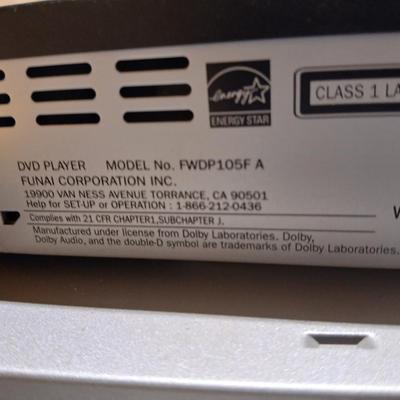 energy
ENERGY STAR
CLASS 1 LA
DVD PLAYER MODEL No. FWDP105F A
FUNAI CORPORATION INC.
19900 VAN NESS AVENUE TORRANCE, CA 90501
Help for SET-UP or OPERATION : 1-866-212-0436
Complies with 21 CFR CHAPTER1,SUBCHAPTER J.
Manufactured under license from Dolby Laboratories. Dolby,
Dolby Audio, and the double-D symbol are trademarks of Dolby Laboratories.